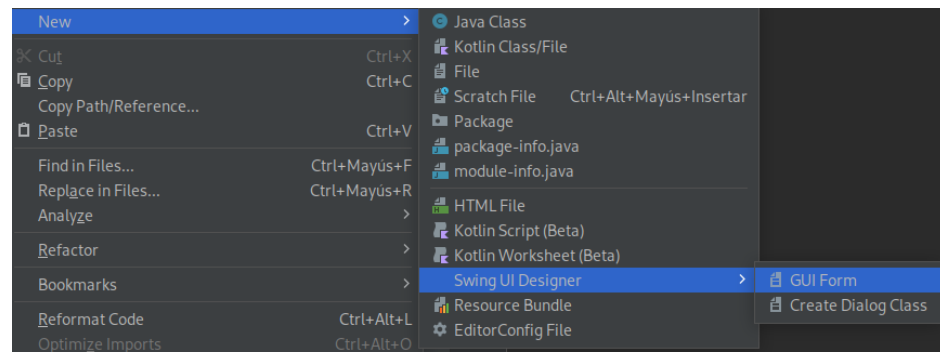 New
Cut Ctrl+X
Copy Ctrl+C
Copy Path/Reference...
Paste Ctrl+V
Find in Files... Ctrl+Mayús+F
Replace in Files... Ctrl+Mayús+R
Analyze
Refactor
Bookmarks
Reformat Code Ctrl+Alt+L
Optimize Imports Ctrl+Alt+O
Java Class
Kotlin Class/File
File
Scratch File Ctrl+Alt+Mayús+Insertar
Package
package-info.java
module-info.java
HTML File
Kotlin Script (Beta)
Kotlin Worksheet (Beta)
Swing UI Designer
Resource Bundle
EditorConfig File
GUI Form
Create Dialog Class